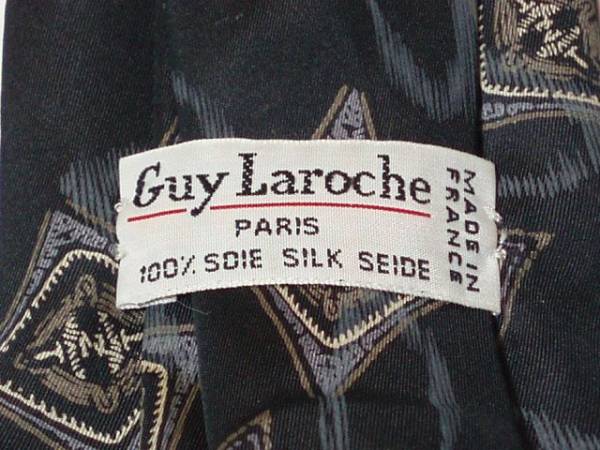 Guy Laroche
PARIS
100% SOIE SILK SEIDE
MADE IN
FRANCE